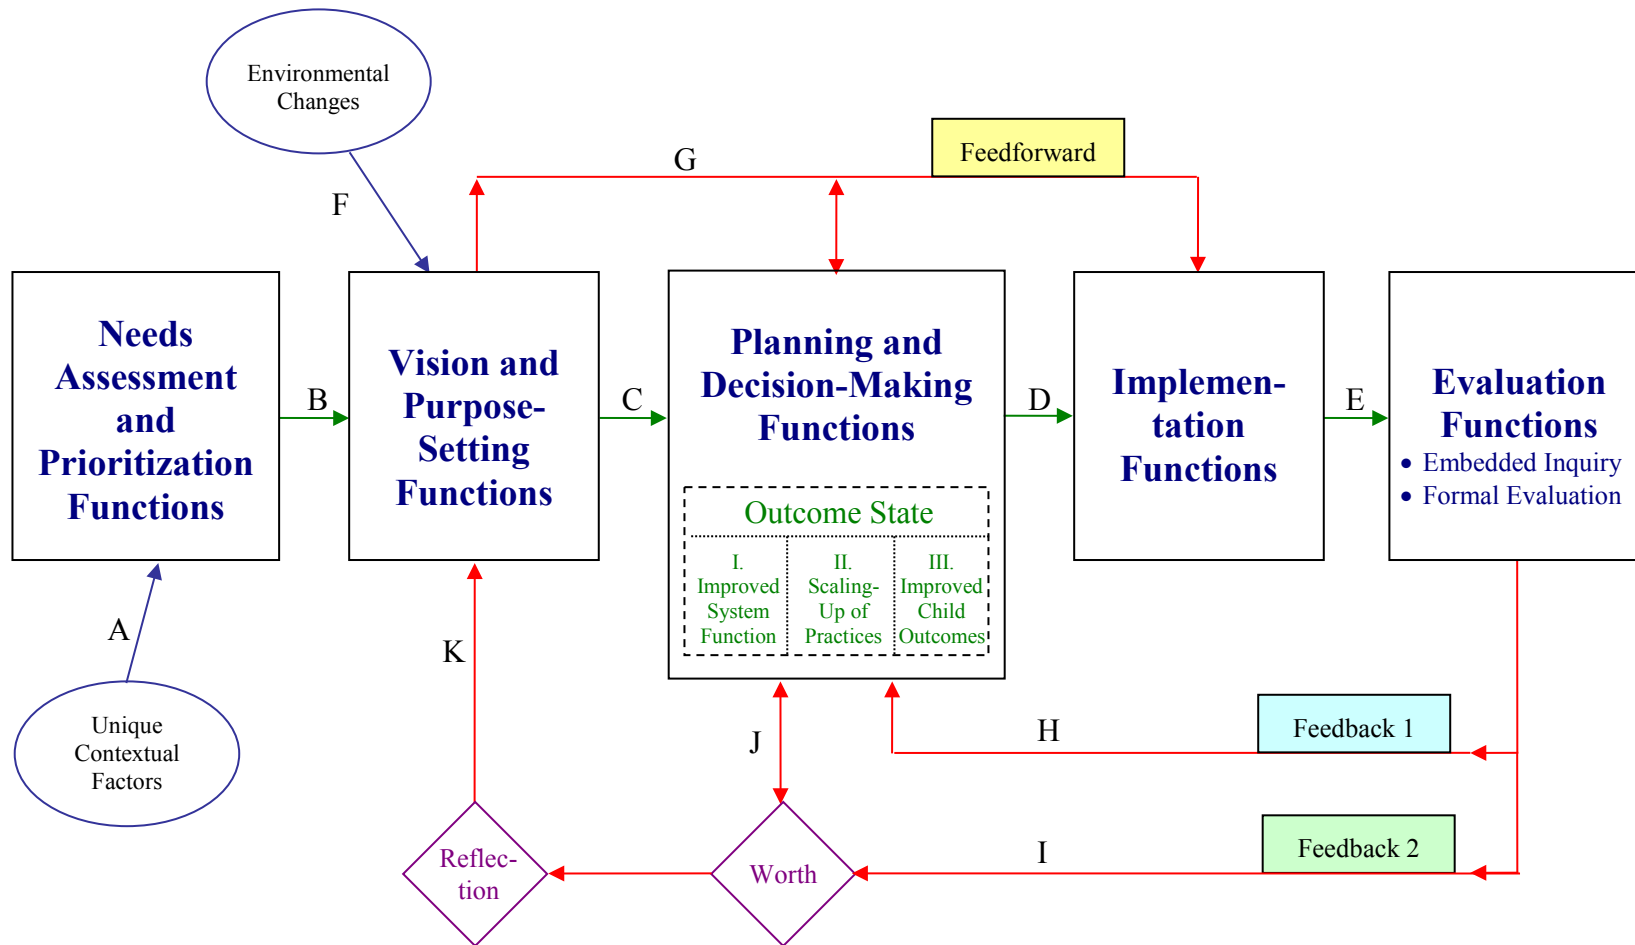 Environmental
Changes
F
G
Feedforward
Needs
Assessment
and
Prioritization
Functions
B
Vision and
Purpose-
Setting
Functions
C
Planning and
Decision-Making
Functions
Outcome State
I.
Improved
System
Function
II.
Scaling-
Up of
Practices
III.
Improved
Child
Outcomes
D
Implemen-
tation
Functions
E
Evaluation
Functions
• Embedded Inquiry
• Formal Evaluation
A
Unique
Contextual
Factors
K
J
H
Feedback 1
I
Feedback 2
Reflec-
tion
Worth